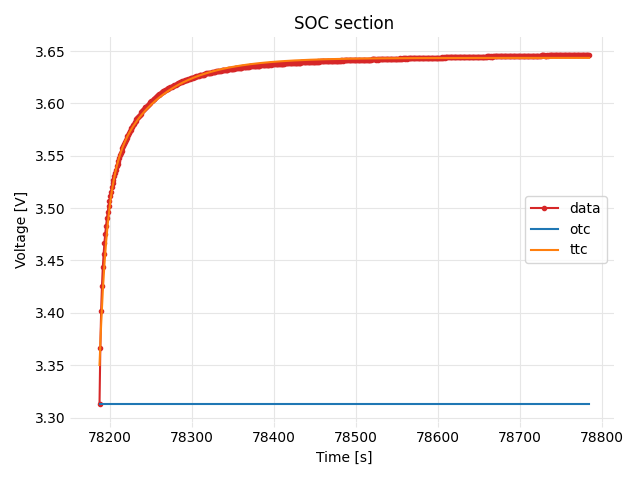 SOC section
Voltage [V]
3.65
3.60
3.55
3.50
3.45
3.40
3.35
3.30
data
otc
ttc
78200
78300
78400
78500
78600
78700
78800
Time [s]